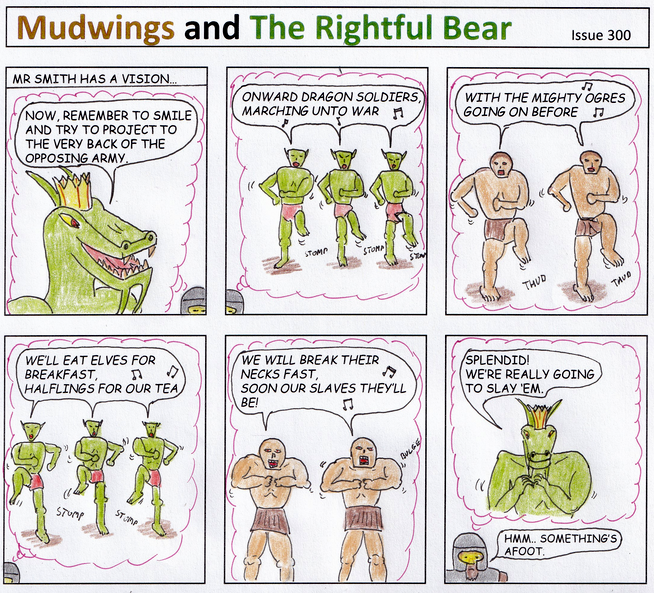 Mudwings and The Rightful Bear
Issue 300
MR SMITH HAS A VISION...
NOW, REMEMBER TO SMILE
AND TRY TO PROJECT TO
THE VERY BACK OF THE
OPPOSING ARMY.
ONWARD DRAGON SOLDIERS,
MARCHING UNTO WAR
STOMP
STOMP
STOMP
WITH THE MIGHTY OGRES
GOING ON BEFORE
THUD
THUD
WE'LL EAT ELVES FOR
BREAKFAST,
HALFLINGS FOR OUR TEA
STOMP
STOMP
WE WILL BREAK THEIR
NECKS FAST,
SOON OUR SLAVES THEY'LL
BE!
BULGE
SPLENDID!
WE'RE REALLY GOING
TO SLAY 'EM.
HMM... SOMETHING'S
AFOOT.